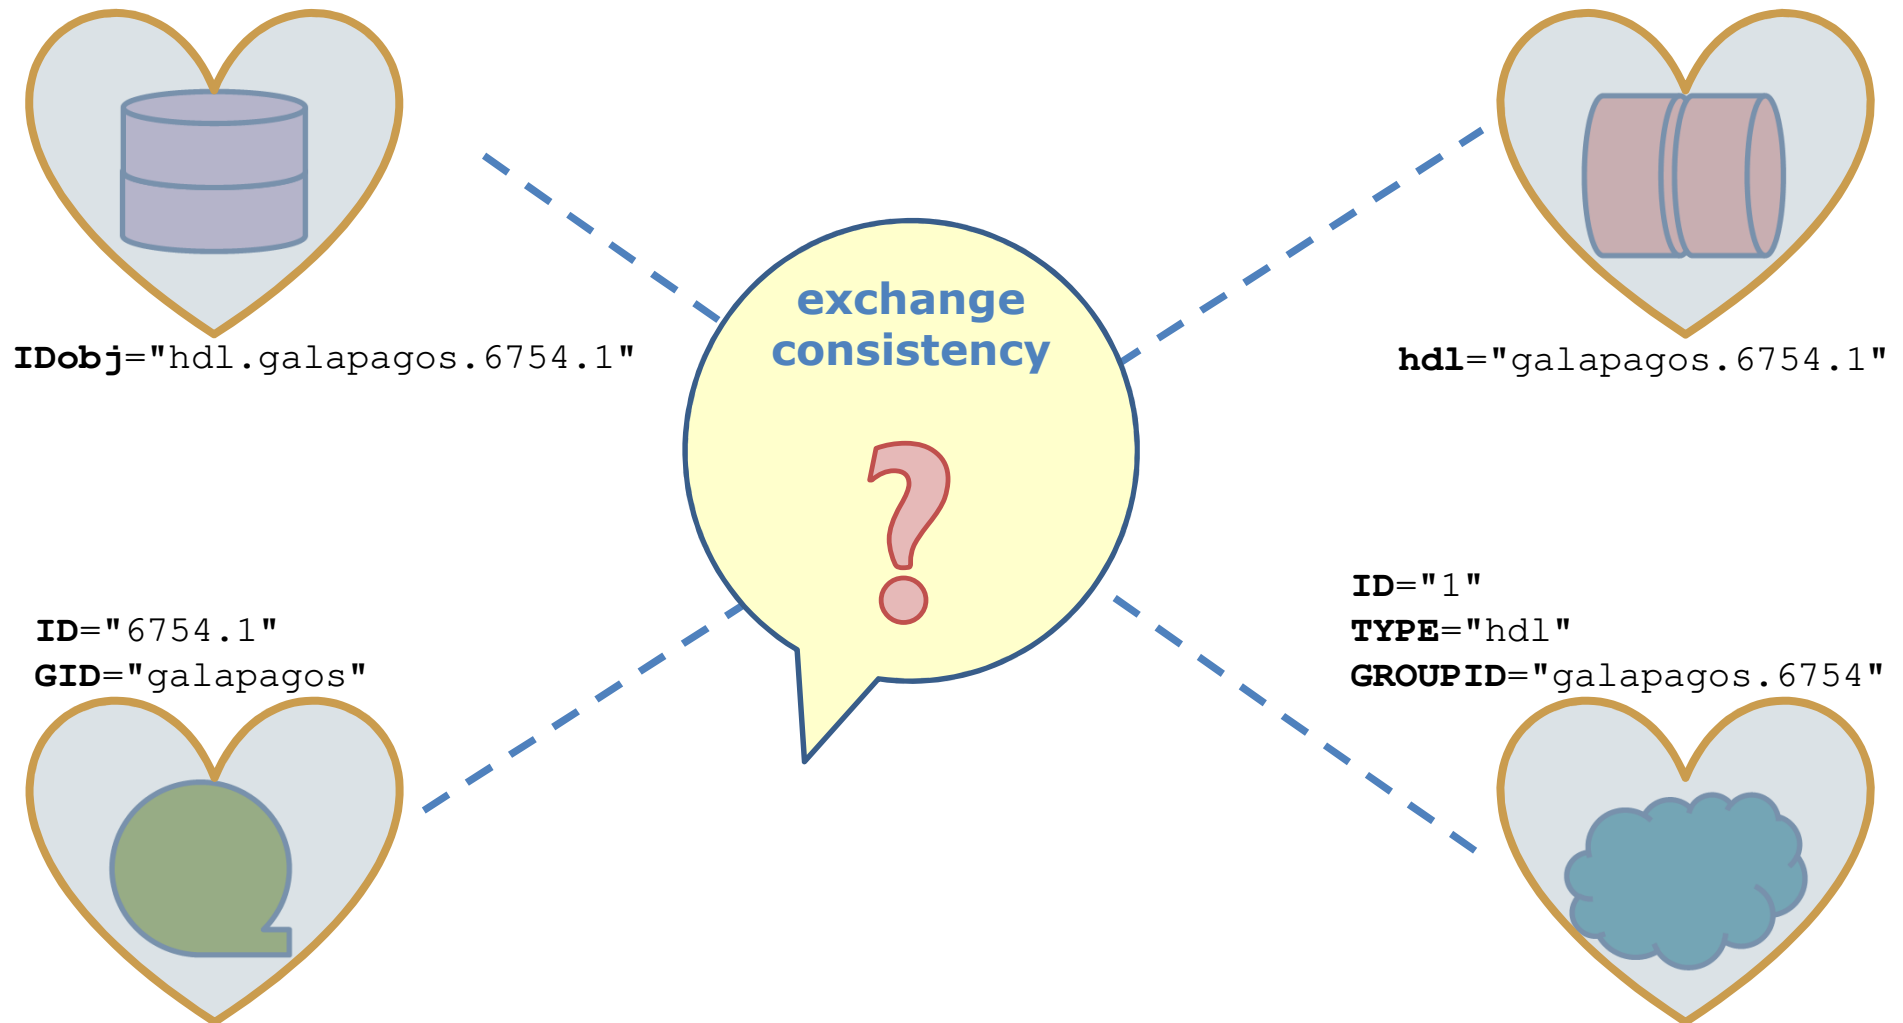 exchange
consistency
?
IDobj="hdl.galapagos.6754.1"
hdl="galapagos.6754.1"
ID="6754.1"
GID="galapagos"
ID="1"
TYPE="hdl"
GROUPID="galapagos.6754"